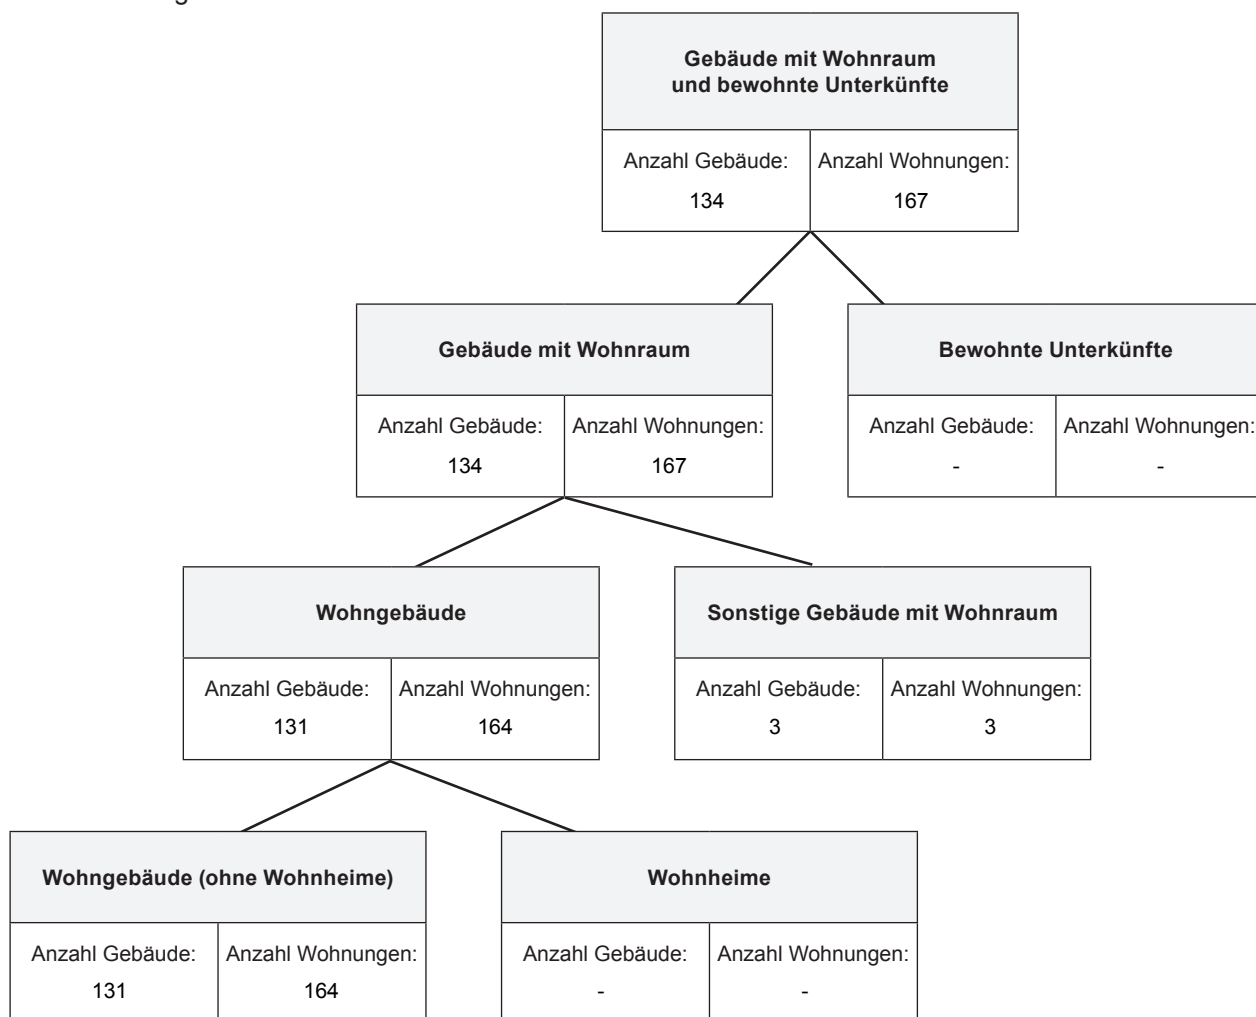 Gebäude mit Wohnraum
und bewohnte Unterkünfte
Anzahl Gebäude: Anzahl Wohnungen:
134 167
Gebäude mit Wohnraum
Anzahl Gebäude: Anzahl Wohnungen:
134 167
Bewohnte Unterkünfte
Anzahl Gebäude: Anzahl Wohnungen:
- -
Wohngebäude
Anzahl Gebäude: Anzahl Wohnungen:
131 164
Sonstige Gebäude mit Wohnraum
Anzahl Gebäude: Anzahl Wohnungen:
3 3
Wohngebäude (ohne Wohnheime)
Anzahl Gebäude: Anzahl Wohnungen:
131 164
Wohnheime
Anzahl Gebäude: Anzahl Wohnungen:
- -